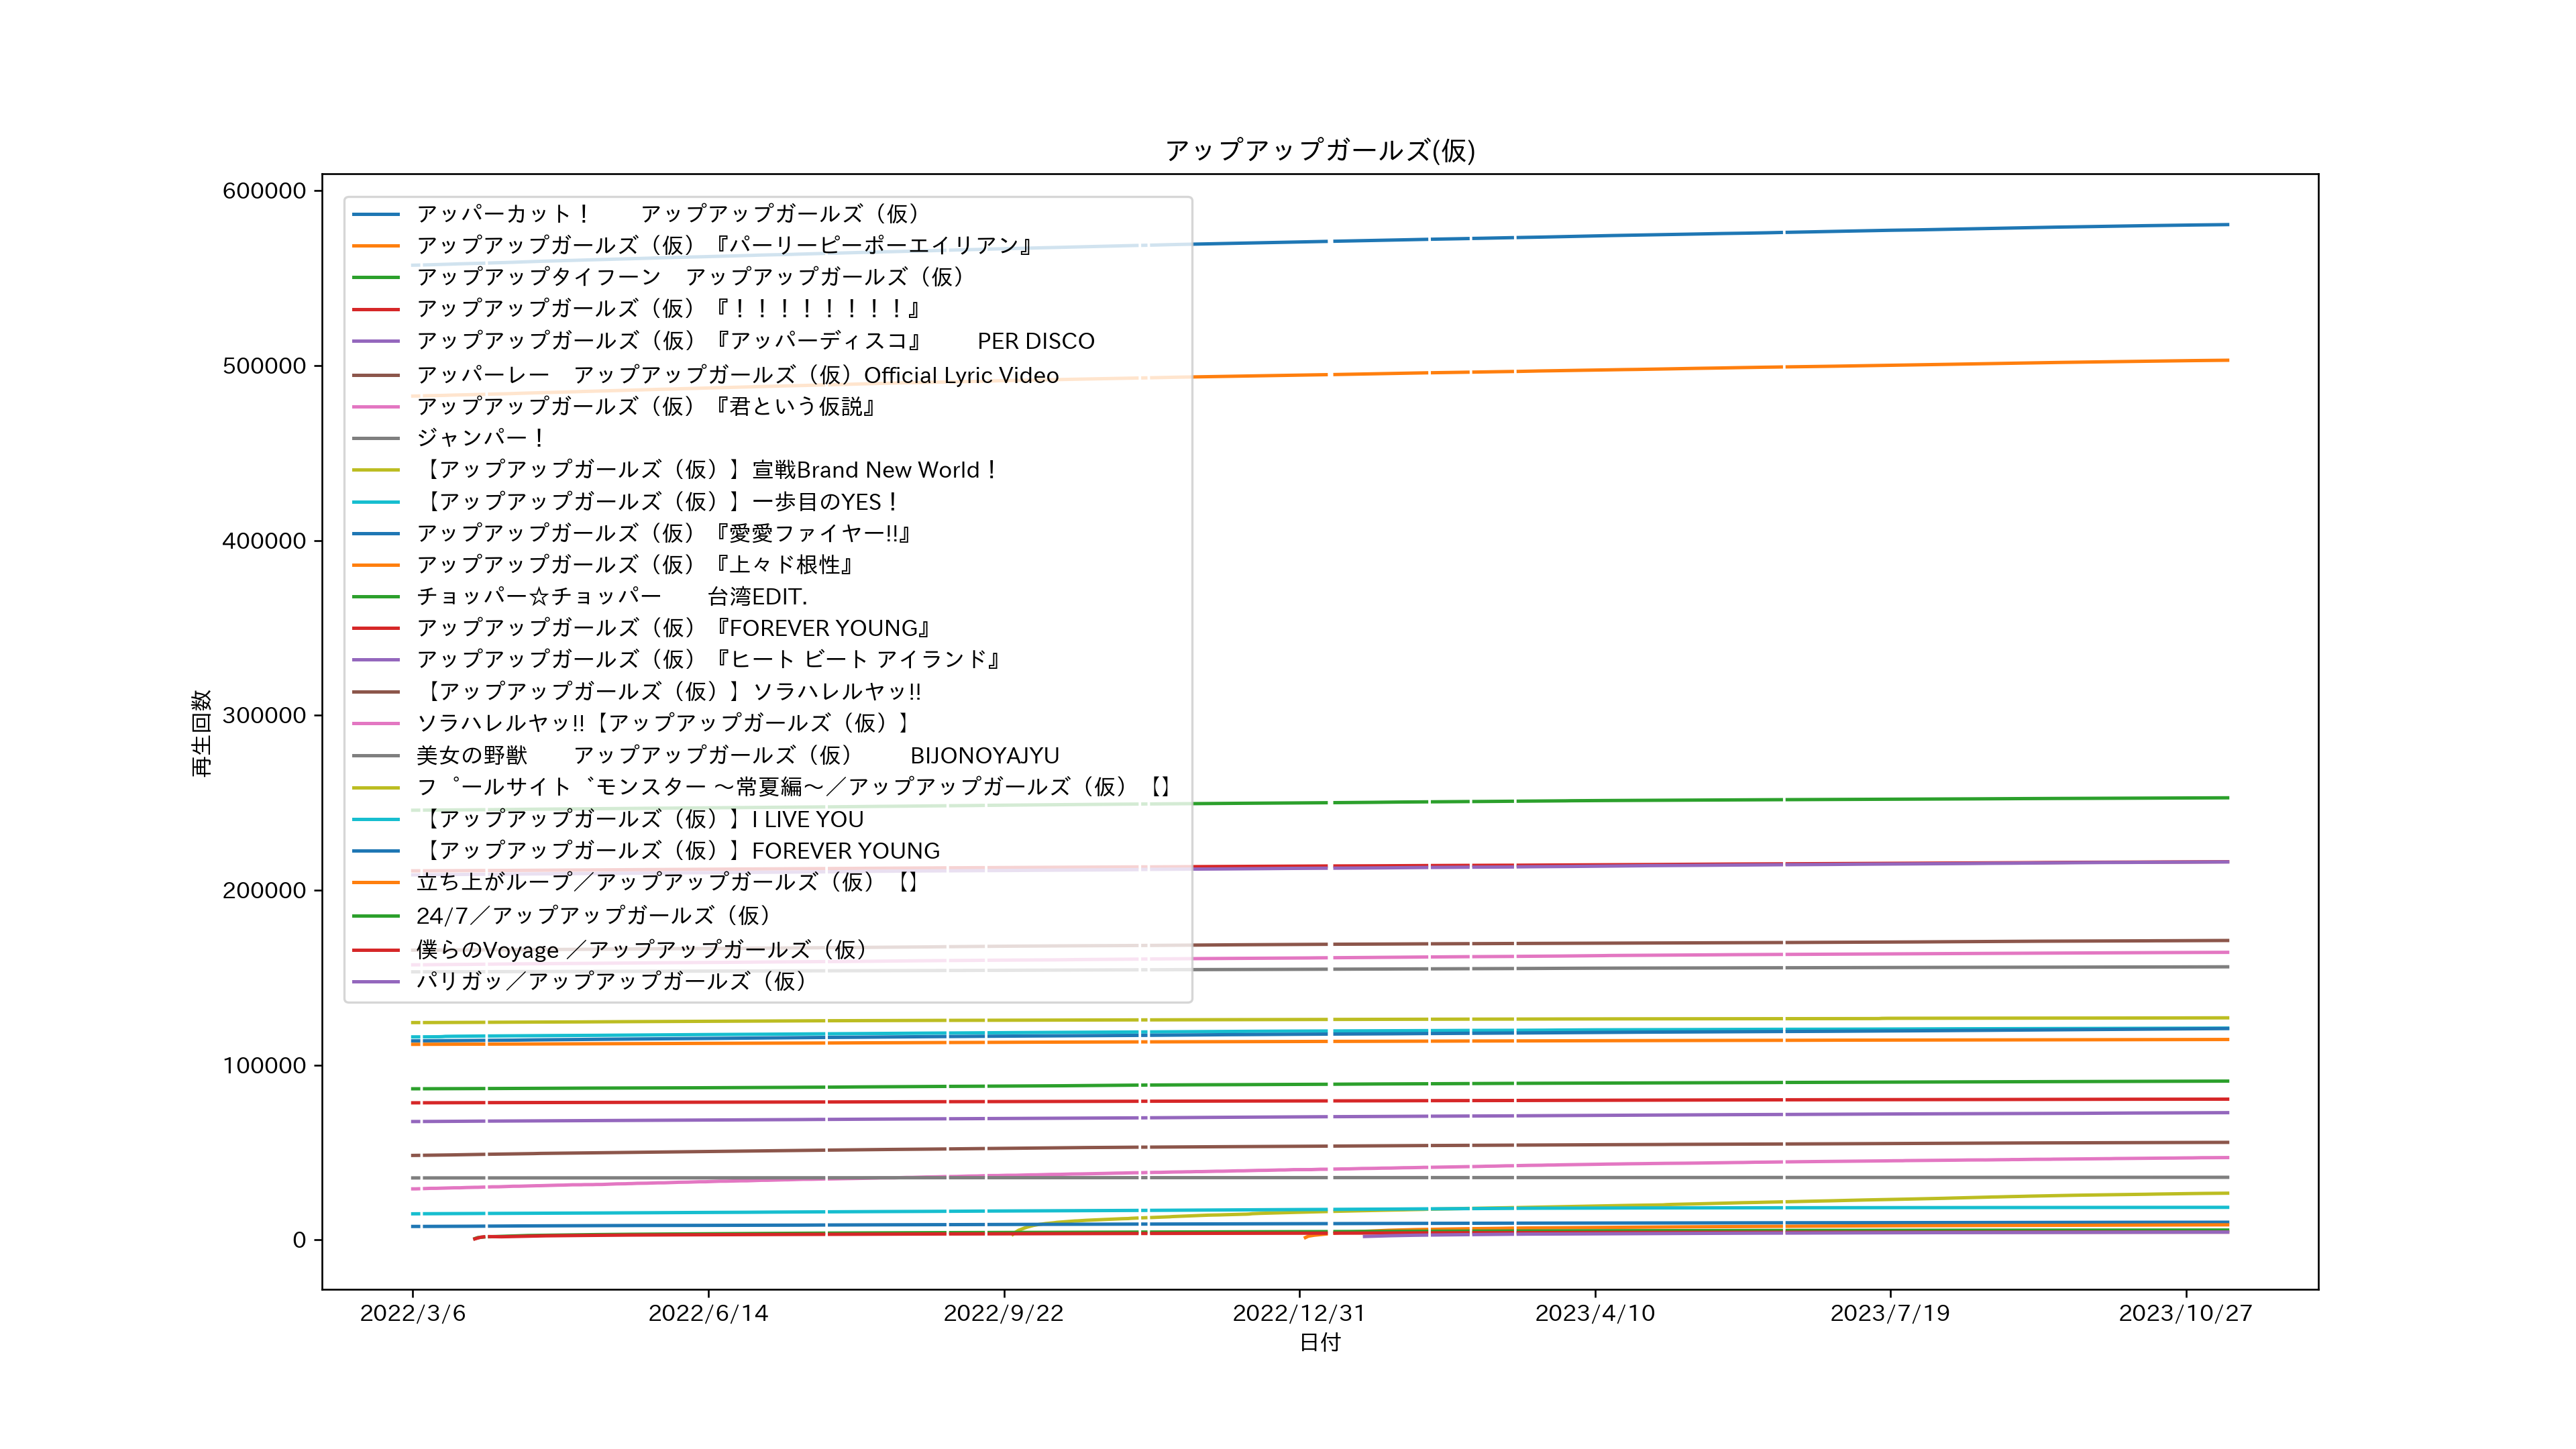 アップアップガールズ(仮)
600000
500000
400000
300000
200000
100000
0
再生回数
アッパーカット！　　アップアップガールズ（仮）
アップアップガールズ（仮）『パーリーピーポーエイリアン』
アップアップタイフーン　アップアップガールズ（仮）
アップアップガールズ（仮）『！！！！！！！！』
アップアップガールズ（仮）『アッパーディスコ』　　PER DISCO
アッパーレー　アップアップガールズ（仮）Official Lyric Video
アップアップガールズ（仮）『君という仮説』
ジャンパー！
【アップアップガールズ（仮）】宣戦Brand New World！
【アップアップガールズ（仮）】一歩目のYES！
アップアップガールズ（仮）『愛愛ファイヤー!!』
アップアップガールズ（仮）『上々ド根性』
チョッパー☆チョッパー　　台湾EDIT.
アップアップガールズ（仮）『FOREVER YOUNG』
アップアップガールズ（仮）『ヒート ビート アイランド』
【アップアップガールズ（仮）】ソラハレルヤッ!!
ソラハレルヤッ!!【アップアップガールズ（仮）】
美女の野獣　　アップアップガールズ（仮）　　BIJONOYAJYU
フ゜ールサイト゛モンスター ～常夏編～／アップアップガールズ（仮）【】
【アップアップガールズ（仮）】I LIVE YOU
【アップアップガールズ（仮）】FOREVER YOUNG
立ち上がループ／アップアップガールズ（仮）【】
24/7／アップアップガールズ（仮）
僕らのVoyage ／アップアップガールズ（仮）
パリガッ／アップアップガールズ（仮）
2022/3/6
2022/6/14
2022/9/22
2022/12/31
2023/4/10
2023/7/19
2023/10/27
日付